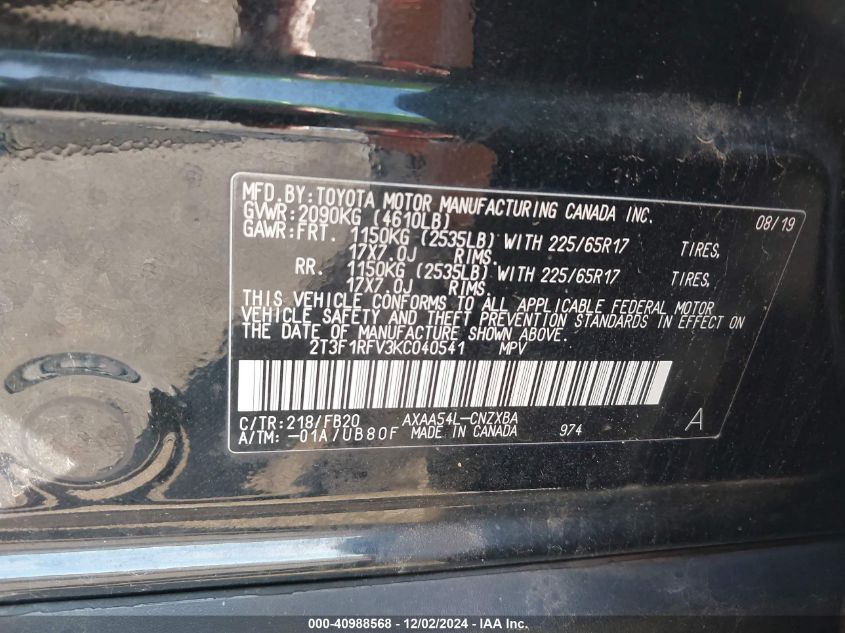 MFD.BY:TOYOTA MOTOR MANUFACTURING CANADA INC. 08/19
GVWR:2090KG (4610LB)
GAWR:FRT. 1150KG (2535LB) WITH 225/65R17 TIRES,
17X7.0J RIMS.
RR. 1150KG (2535LB) WITH 225/65R17 TIRES,
17X7.0J RIMS.
THIS VEHICLE CONFORMS TO ALL APPLICABLE FEDERAL MOTOR
VEHICLE SAFETY AND THEFT PREVENTION STANDARDS IN EFFECT ON
THE DATE OF MANUFACTURE SHOWN ABOVE.
2T3F1RFV3KC040541 MPV
C/TR:218/FB20 AXAA54L-CNZXBA A
A/TM: -01A/UB80F MADE IN CANADA 974
000-40988568 - 12/02/2024 - IAA Inc.